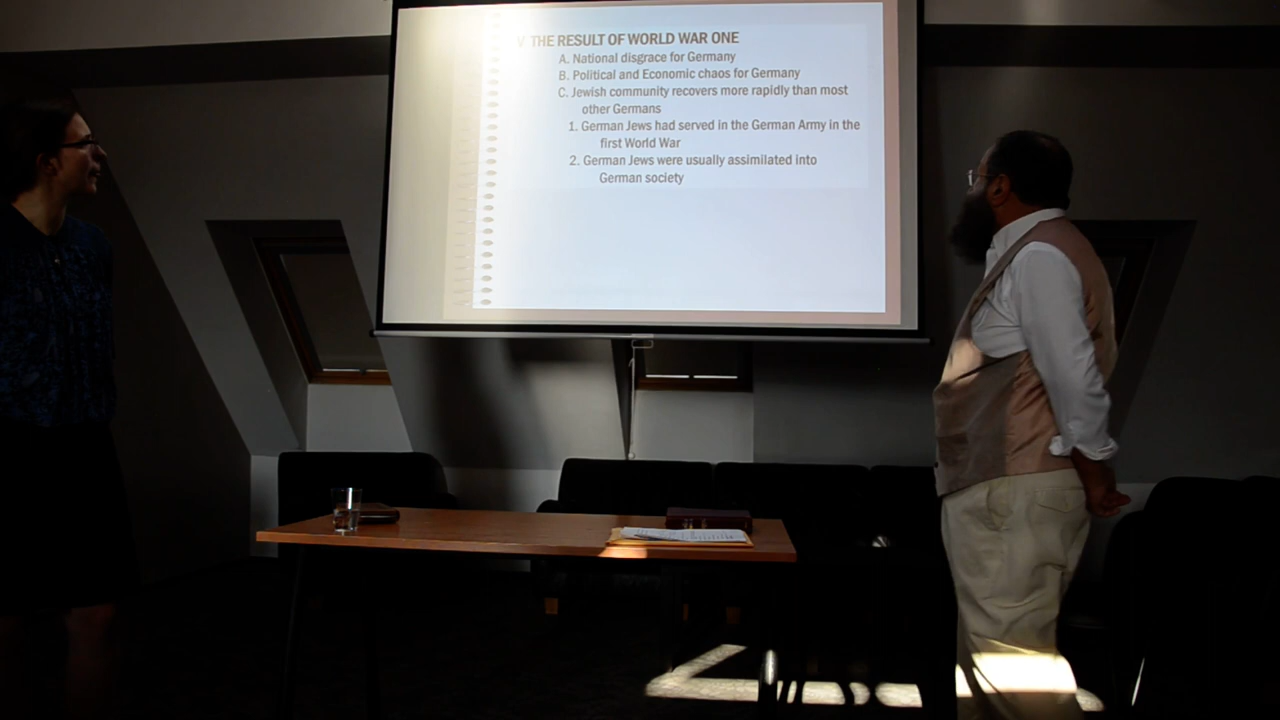 V THE RESULT OF WORLD WAR ONE
A. National disgrace for Germany
B. Political and Economic chaos for Germany
C. Jewish community recovers more rapidly than most
other Germans
1. German Jews had served in the German Army in the
first World War
2. German Jews were usually assimilated into
German society